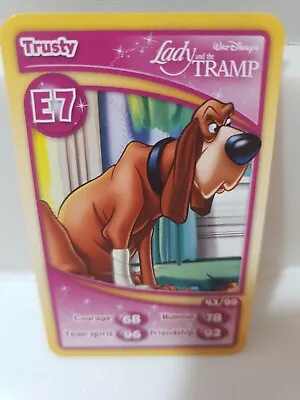 Trusty
Walt Disney's
Lady and the
TRAMP
E7
43/99
Courage 68 Humour 78
Team spirit 96 Friendship 92